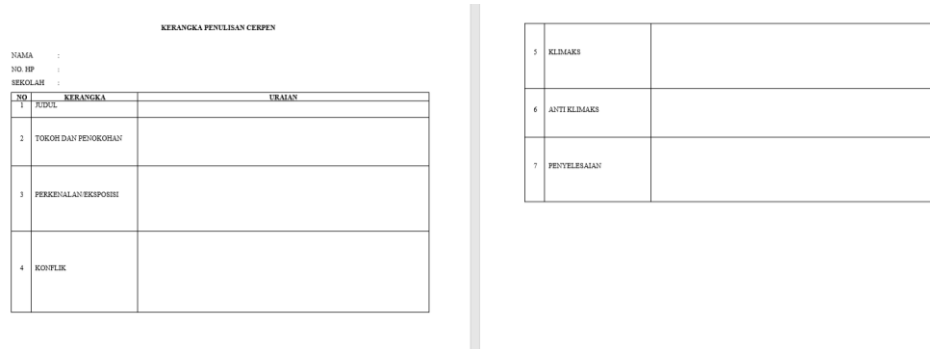 KERANGKA PENULISAN CERPEN
NAMA :
NO. HP :
SEKOLAH :
NO KERANGKA URAIAN
1 JUDUL
2 TOKOH DAN PENOKOHAN
3 PERKENALAN/EKSPOSISI
4 KONFLIK
5 KLIMAKS
6 ANTI KLIMAKS
7 PENYELESAIAN